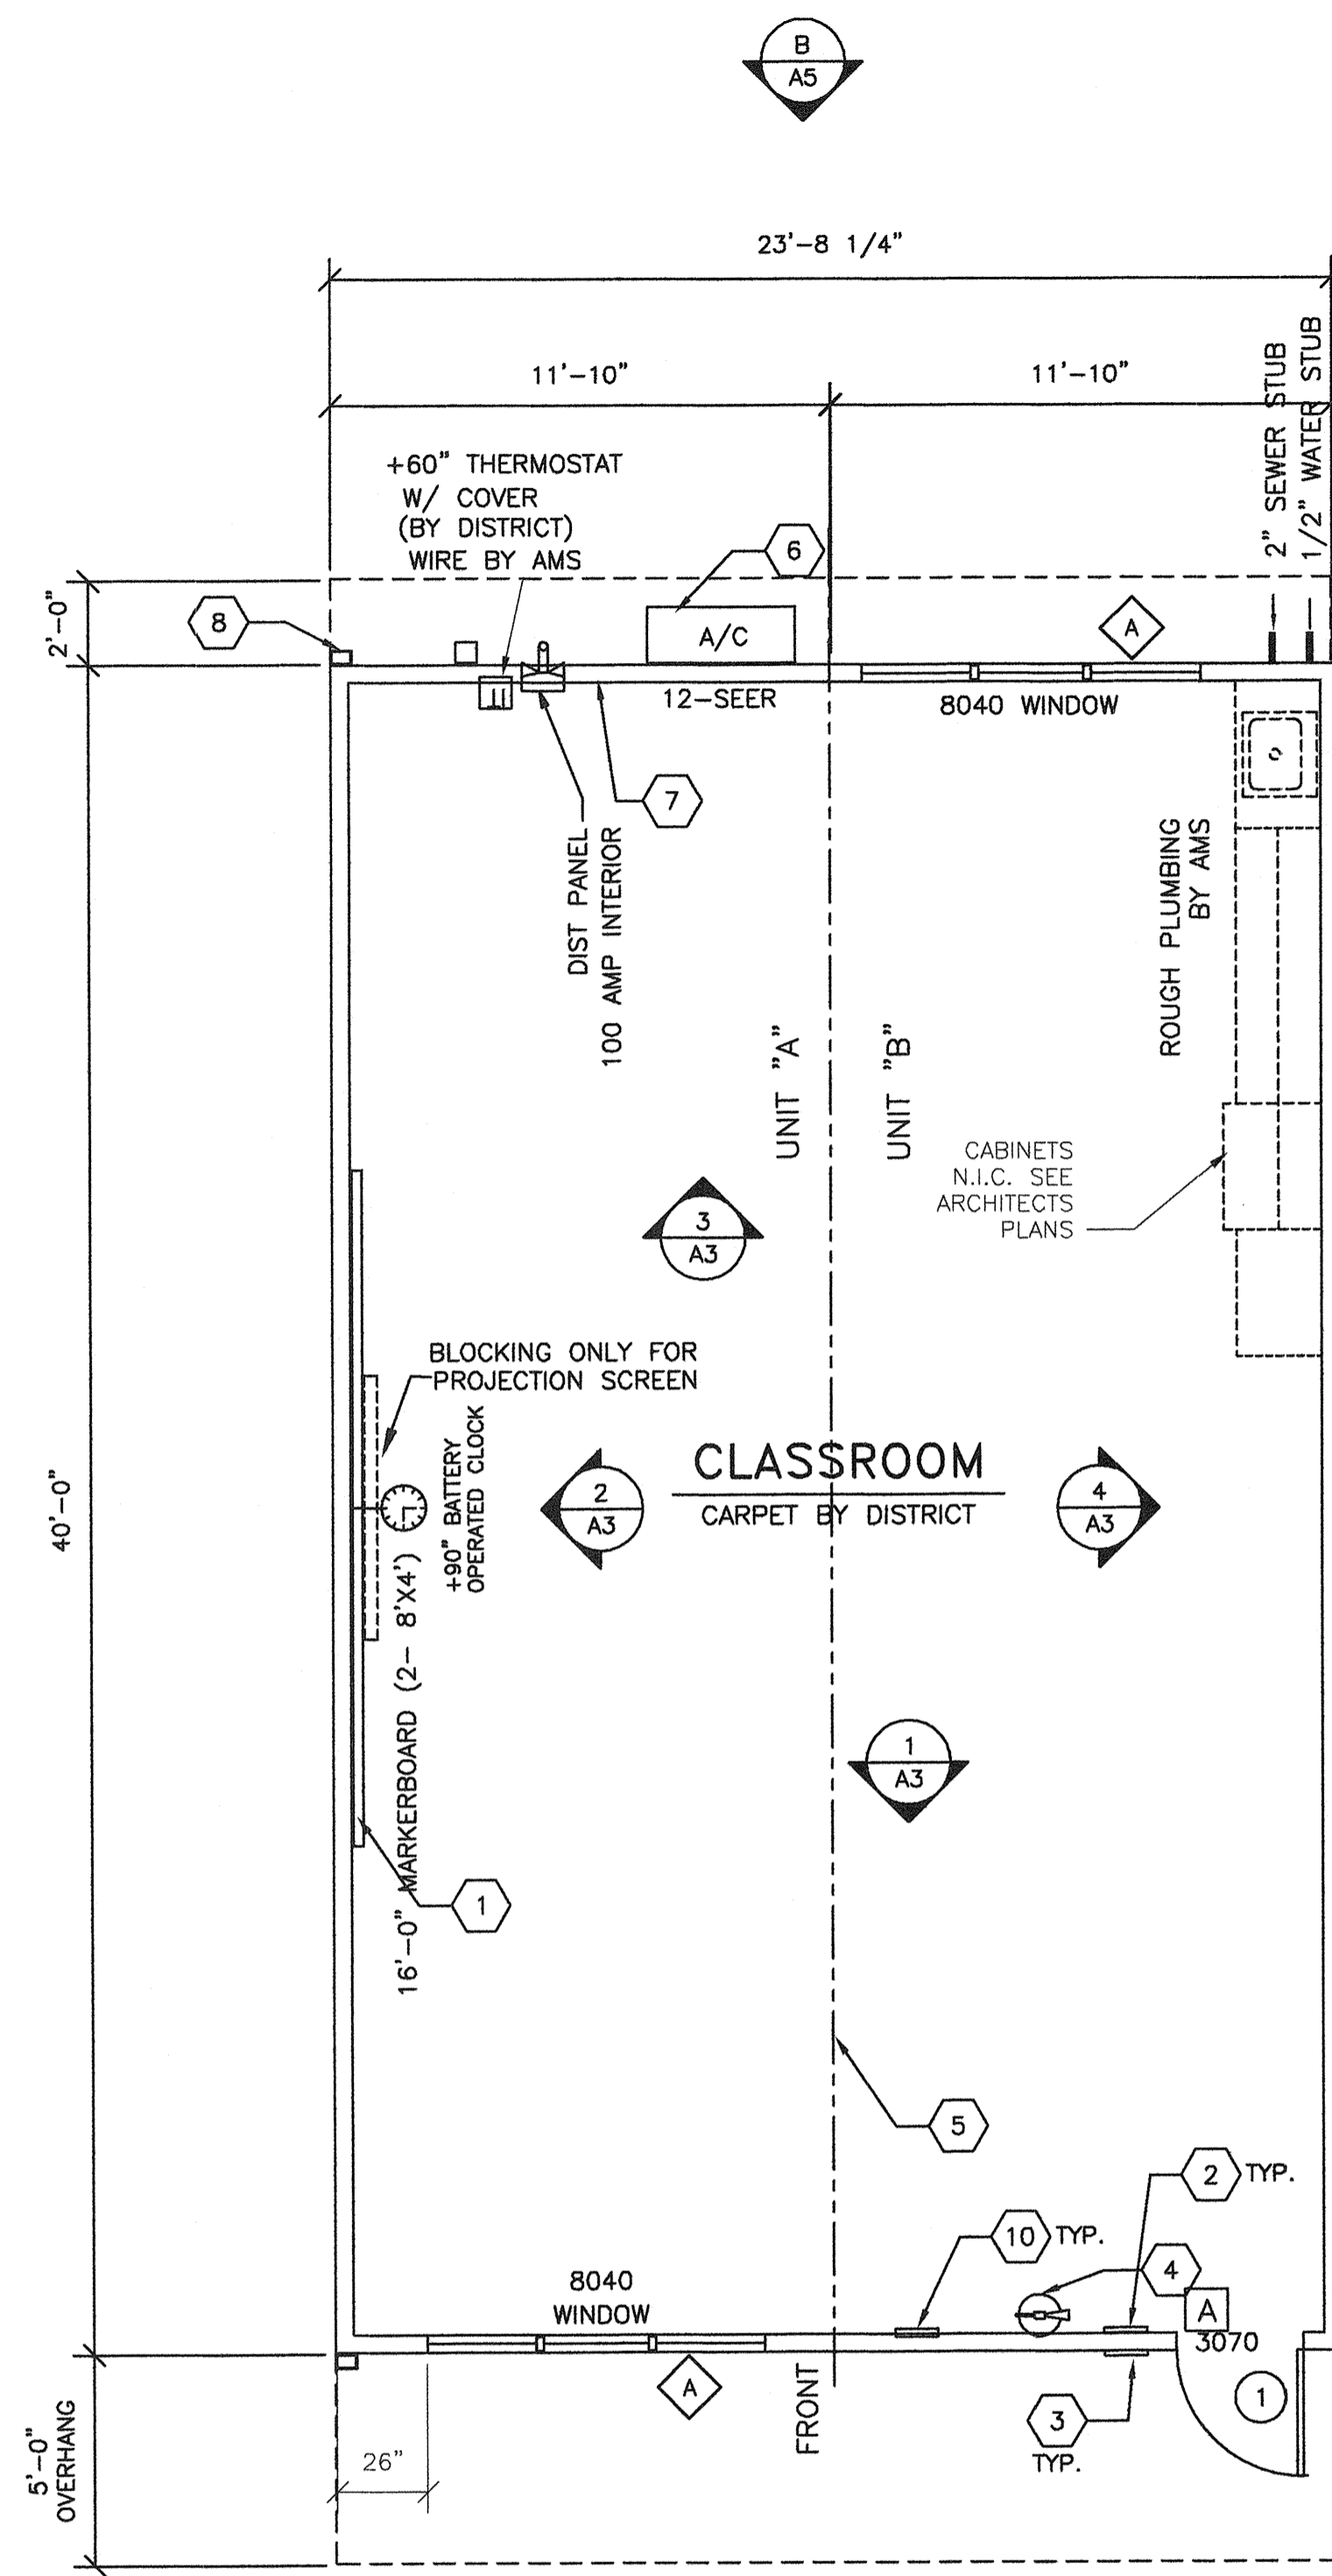 B
A5
23'-8 1/4"
11'-10"
11'-10"
2" SEWER STUB
1/2" WATER STUB
+60" THERMOSTAT
W/ COVER
(BY DISTRICT)
WIRE BY AMS
6
2'-0"
8
A/C
A
12-SEER
8040 WINDOW
7
DIST PANEL
100 AMP INTERIOR
ROUGH PLUMBING
BY AMS
UNIT "A"
UNIT "B"
CABINETS
N.I.C. SEE
ARCHITECTS
PLANS
3
A3
BLOCKING ONLY FOR
PROJECTION SCREEN
+90" BATTERY
OPERATED CLOCK
40'-0"
2
A3
CLASSROOM
CARPET BY DISTRICT
4
A3
16'-0" MARKERBOARD (2- 8'X4')
1
A3
1
5
2 TYP.
10 TYP.
4
8040
WINDOW
A
3070
A
FRONT
3
TYP.
1
5'-0"
OVERHANG
26"